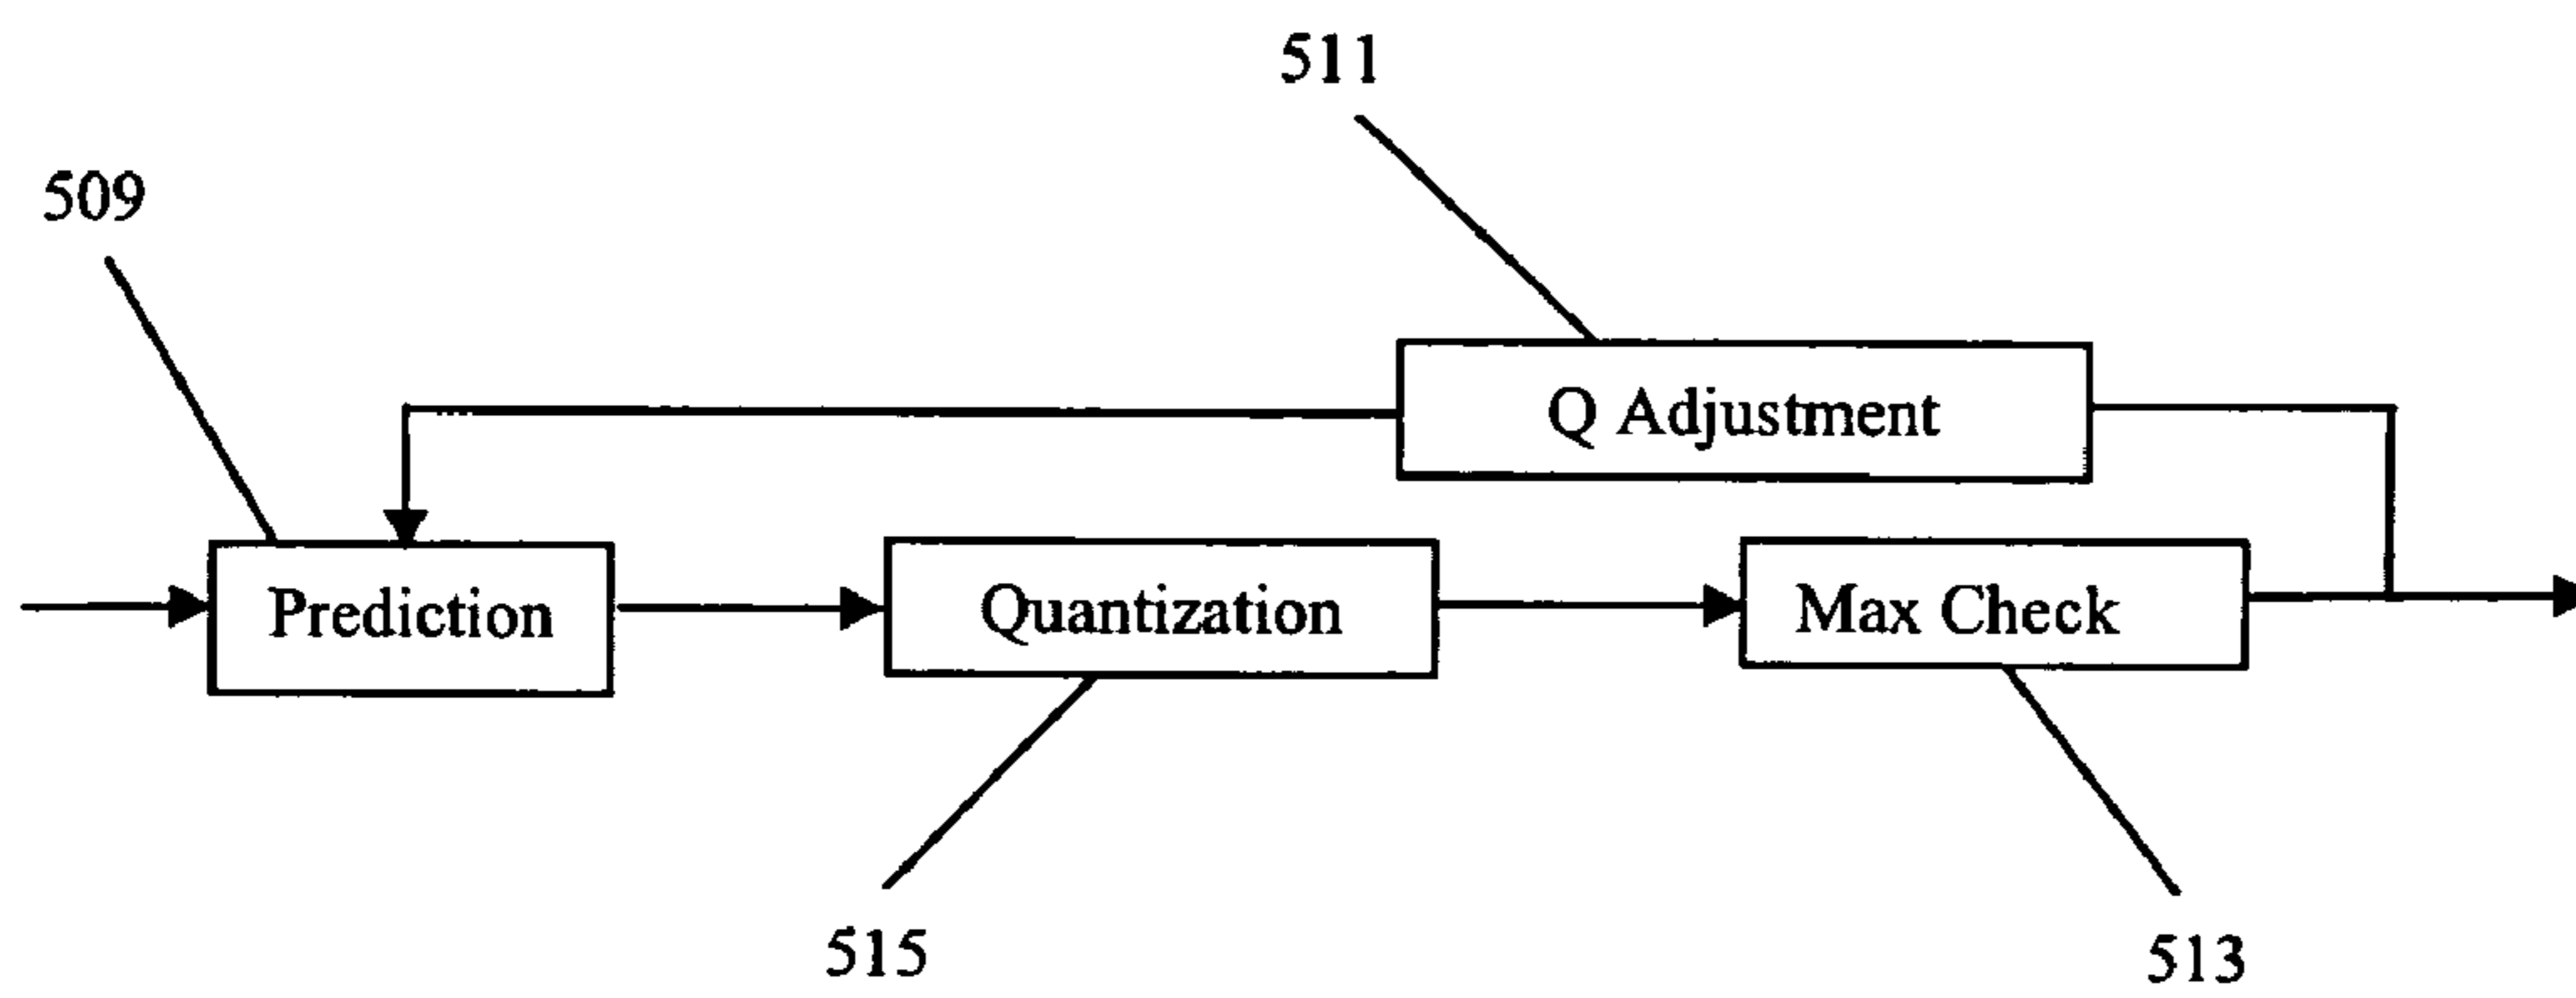 511
509
Q Adjustment
Prediction
Quantization
Max Check
515
513